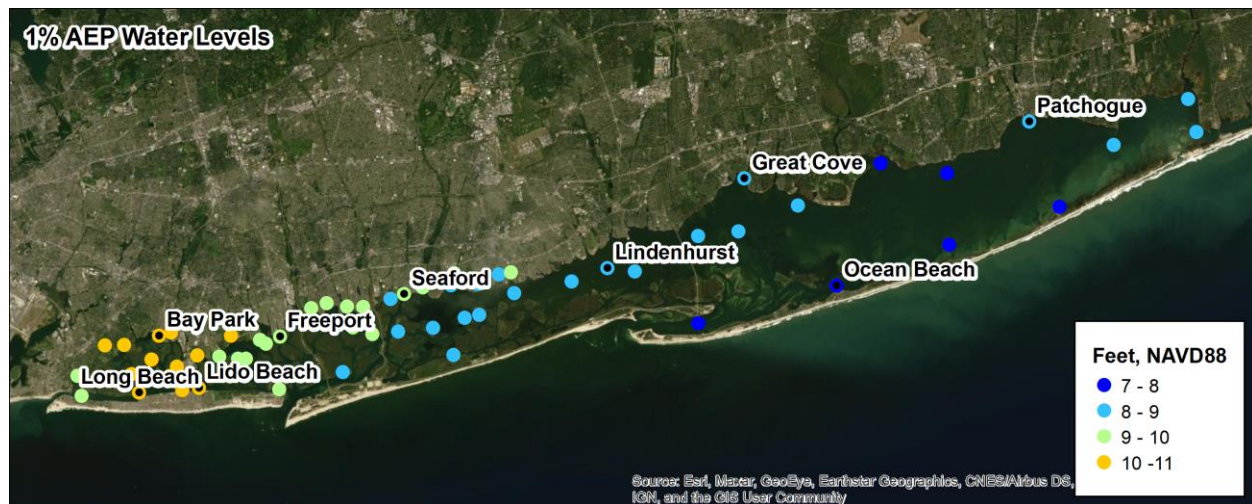 1% AEP Water Levels
Patchogue
Great Cove
Lindenhurst
Ocean Beach
Seaford
Bay Park
Freeport
Long Beach
Lido Beach
Feet, NAVD88
7 - 8
8 - 9
9 - 10
10 -11
Source: Esri, Maxar, GeoEye, Earthstar Geographics, CNES/Airbus DS,
IGN, and the GIS User Community